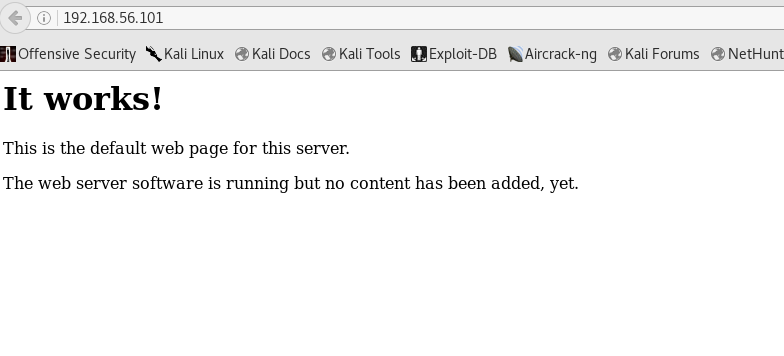 192.168.56.101
Offensive Security Kali Linux Kali Docs Kali Tools Exploit-DB Aircrack-ng Kali Forums NetHunt
It works!
This is the default web page for this server.
The web server software is running but no content has been added, yet.